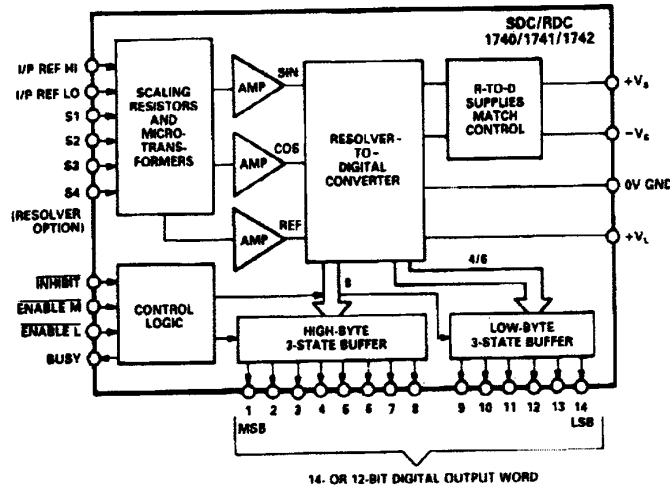 SDC/RDC
1740/1741/1742
I/P REF HI
I/P REF LO
S1
S2
S3
S4
(RESOLVER
OPTION)
SCALING
RESISTORS
AND
MICRO-
TRANS-
FORMERS
AMP
SIN
AMP
COS
AMP
REF
RESOLVER-
TO-
DIGITAL
CONVERTER
R-TO-D
SUPPLIES
MATCH
CONTROL
+VS
−VS
0V GND
+VL
INHIBIT
ENABLE M
ENABLE L
BUSY
CONTROL
LOGIC
8
4/6
HIGH-BYTE
3-STATE BUFFER
LOW-BYTE
3-STATE BUFFER
1 2 3 4 5 6 7 8 9 10 11 12 13 14
MSB LSB
14- OR 12-BIT DIGITAL OUTPUT WORD